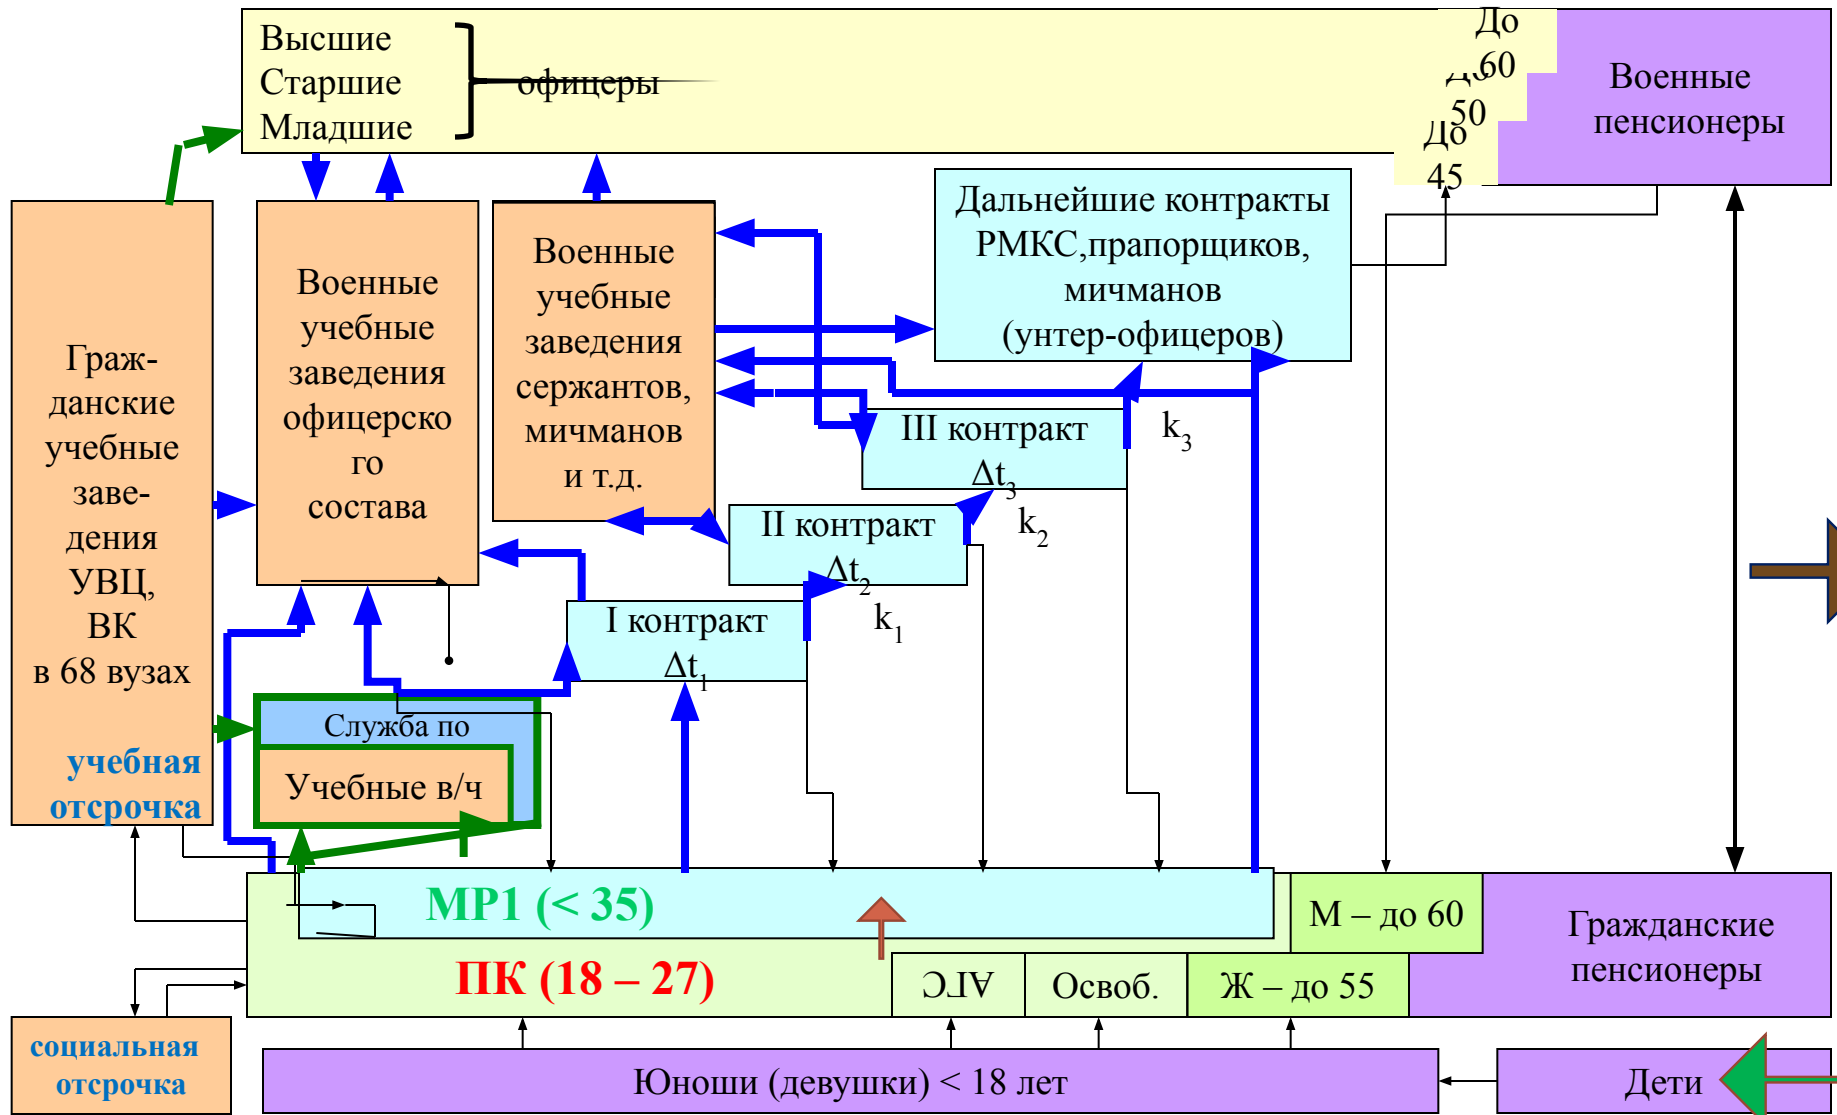 Высшие
Старшие
Младшие
офицеры
До
60
До
50
До
45
Военные
пенсионеры
Граж-
данские
учебные
заве-
дения
УВЦ,
ВК
в 68 вузах
учебная
отсрочка
Военные
учебные
заведения
офицерско
го
состава
Военные
учебные
заведения
сержантов,
мичманов
и т.д.
Дальнейшие контракты
РМКС,прапорщиков,
мичманов
(унтер-офицеров)
III контракт
Δt3
k3
II контракт
Δt2
k2
I контракт
Δt1
k1
Служба по
Учебные в/ч
МР1 (< 35)
ПК (18 – 27)
АГС
Освоб.
М – до 60
Ж – до 55
Гражданские
пенсионеры
социальная
отсрочка
Юноши (девушки) < 18 лет
Дети